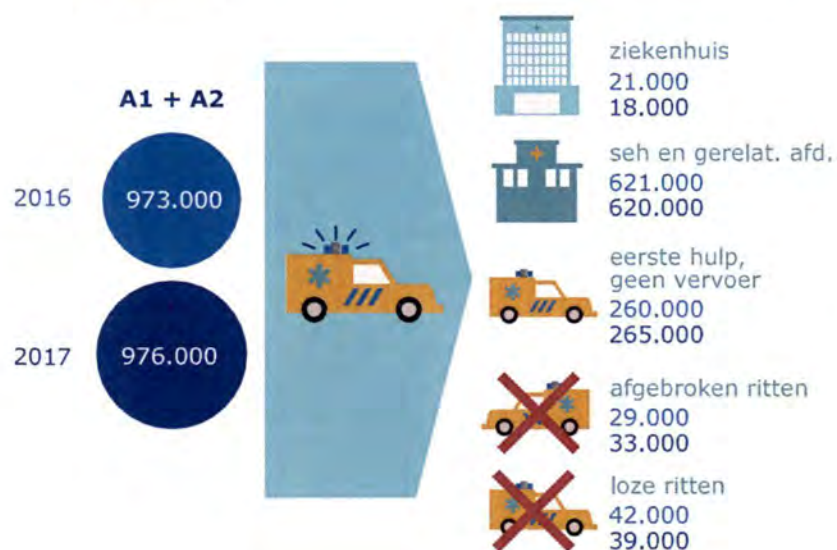 A1 + A2
2016
973.000
2017
976.000
ziekenhuis
21.000
18.000
seh en gerelat. afd.
621.000
620.000
eerste hulp,
geen vervoer
260.000
265.000
afgebroken ritten
29.000
33.000
loze ritten
42.000
39.000